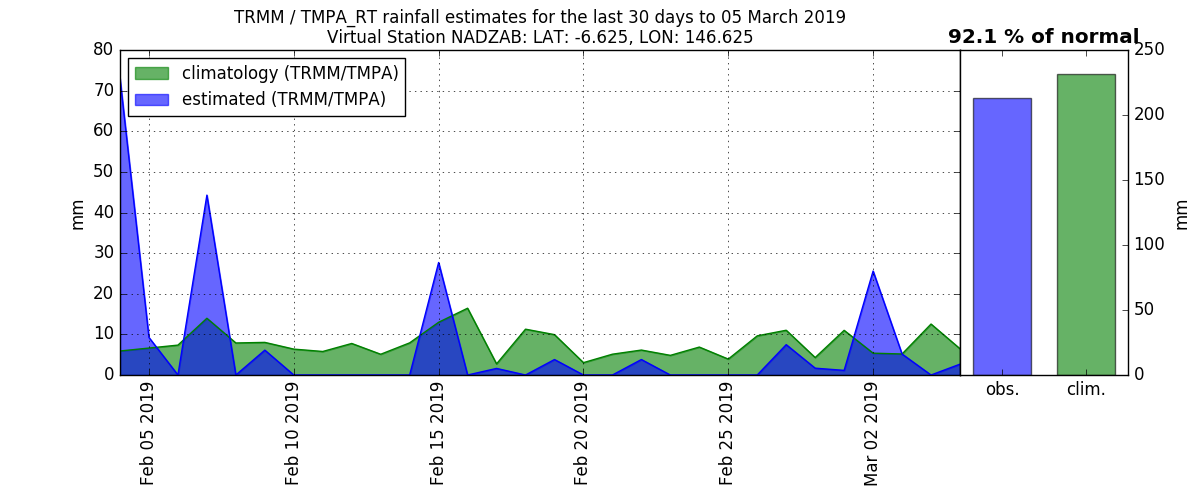 TRMM / TMPA_RT rainfall estimates for the last 30 days to 05 March 2019
Virtual Station NADZAB: LAT: -6.625, LON: 146.625
92.1 % of normal
climatology (TRMM/TMPA)
estimated (TRMM/TMPA)
80
70
60
50
40
30
20
10
0
mm
Feb 05 2019
Feb 10 2019
Feb 15 2019
Feb 20 2019
Feb 25 2019
Mar 02 2019
obs.
clim.
250
200
150
100
50
0
mm